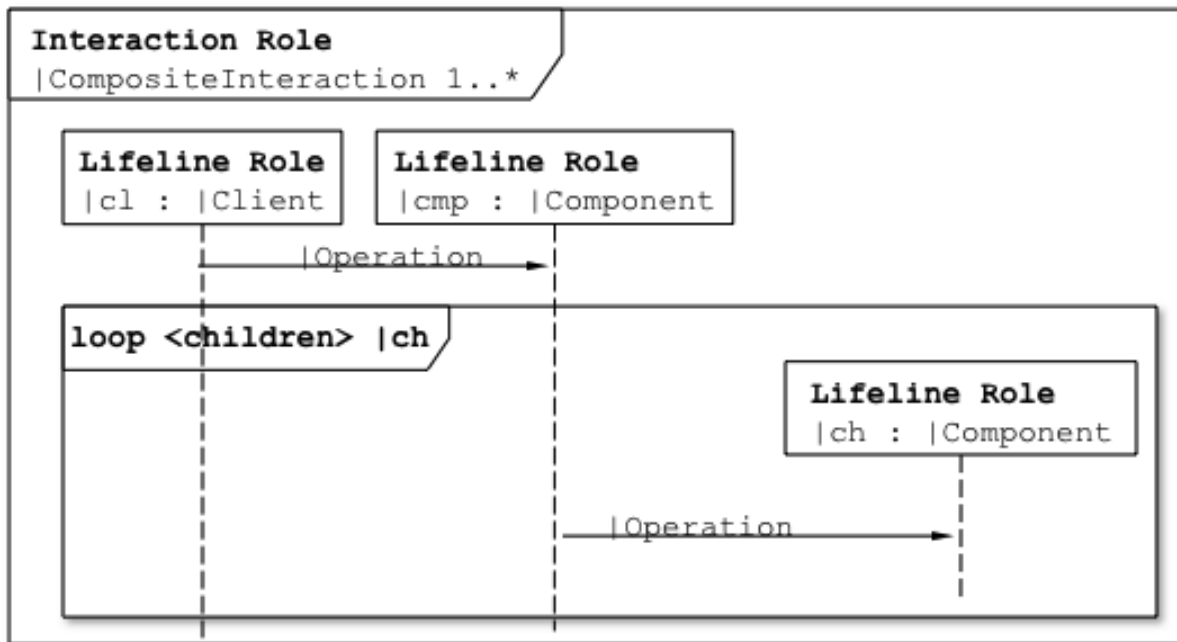 Interaction Role
|CompositeInteraction 1..*
Lifeline Role
|cl : |Client
Lifeline Role
|cmp : |Component
|Operation
loop <children> |ch
Lifeline Role
|ch : |Component
|Operation